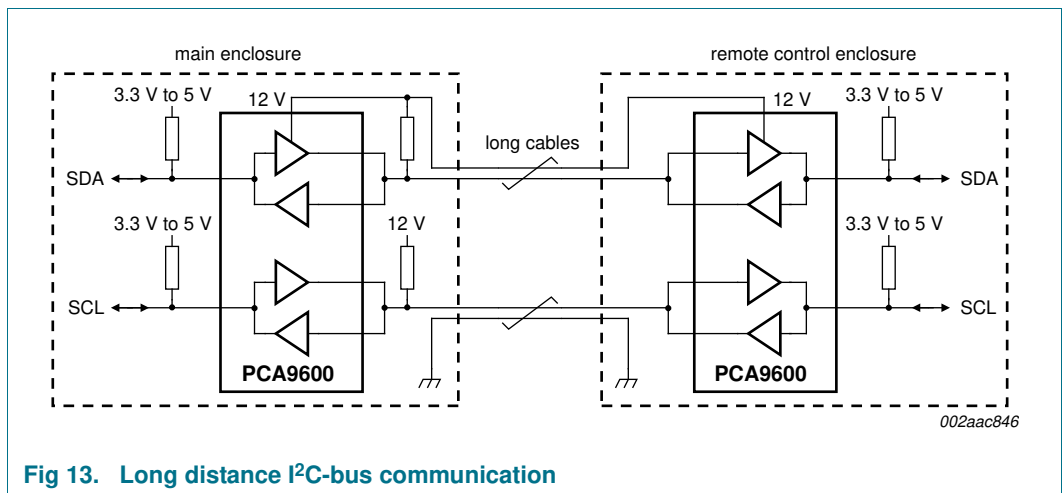 main enclosure
remote control enclosure
3.3 V to 5 V
12 V
12 V
3.3 V to 5 V
long cables
SDA
SDA
3.3 V to 5 V
12 V
3.3 V to 5 V
SCL
SCL
PCA9600
PCA9600
002aac846
Fig 13. Long distance I²C-bus communication